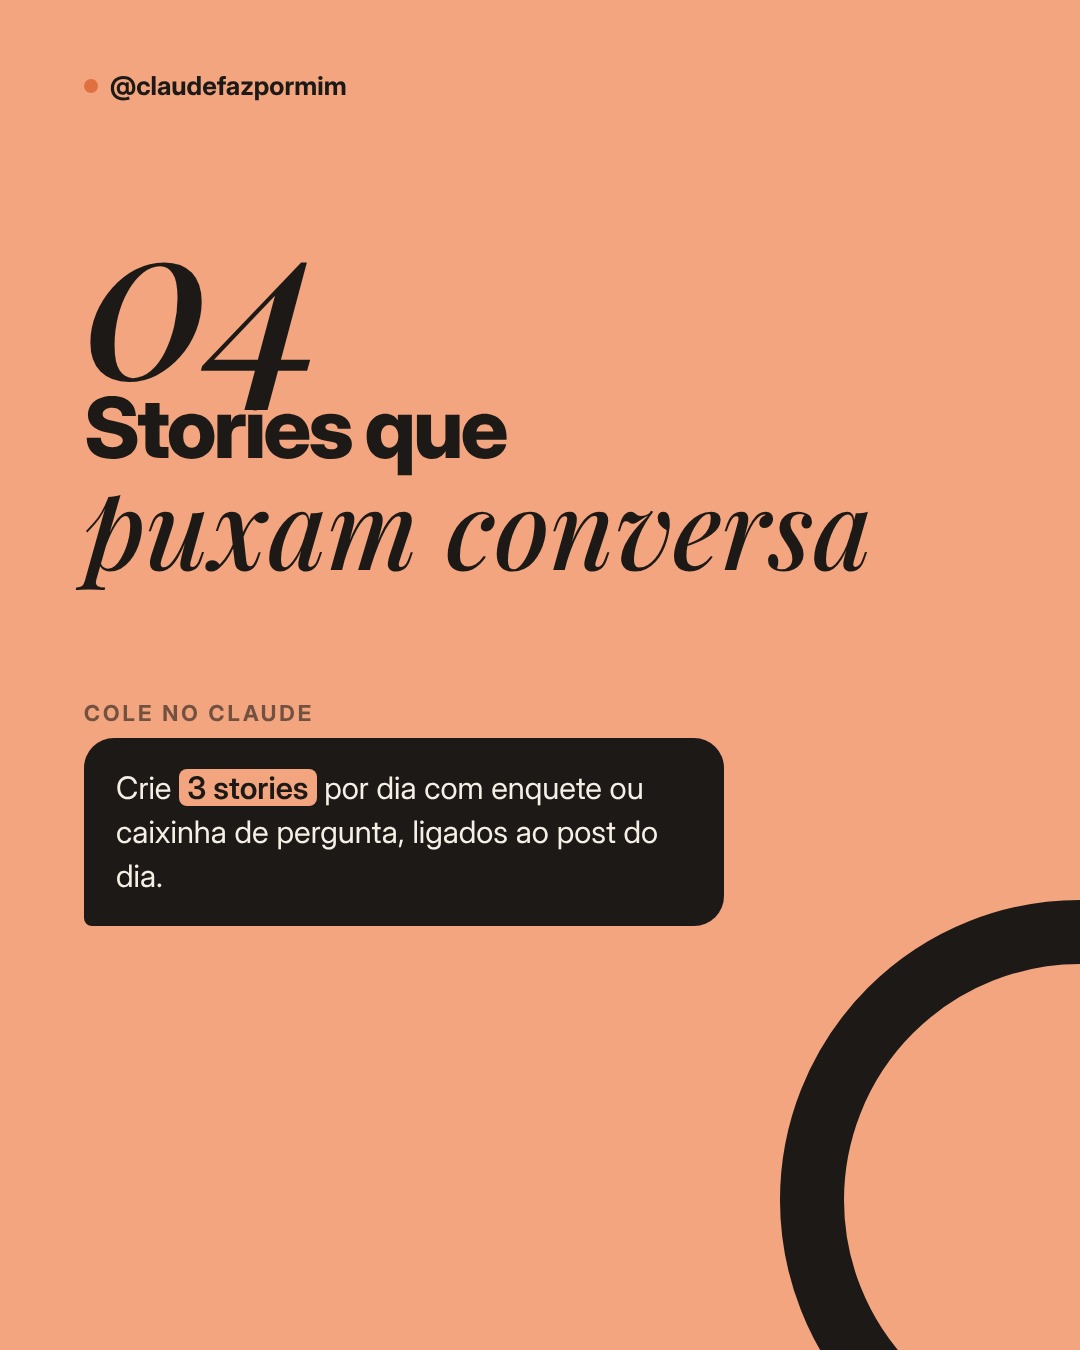 @claudefazpormim
04
Stories que
puxam conversa
COLE NO CLAUDE
Crie 3 stories por dia com enquete ou
caixinha de pergunta, ligados ao post do
dia.